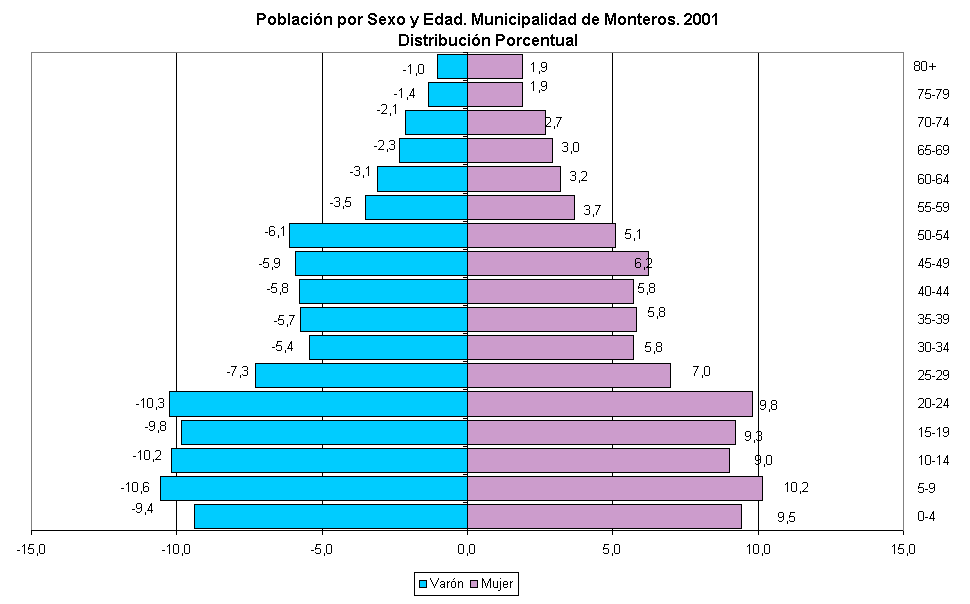 Población por Sexo y Edad. Municipalidad de Monteros. 2001
Distribución Porcentual
-1,0 1,9 80+
-1,4 1,9 75-79
-2,1 2,7 70-74
-2,3 3,0 65-69
-3,1 3,2 60-64
-3,5 3,7 55-59
-6,1 5,1 50-54
-5,9 6,2 45-49
-5,8 5,8 40-44
-5,7 5,8 35-39
-5,4 5,8 30-34
-7,3 7,0 25-29
-10,3 9,8 20-24
-9,8 9,3 15-19
-10,2 9,0 10-14
-10,6 10,2 5-9
-9,4 9,5 0-4
-15,0 -10,0 -5,0 0,0 5,0 10,0 15,0
Varón Mujer